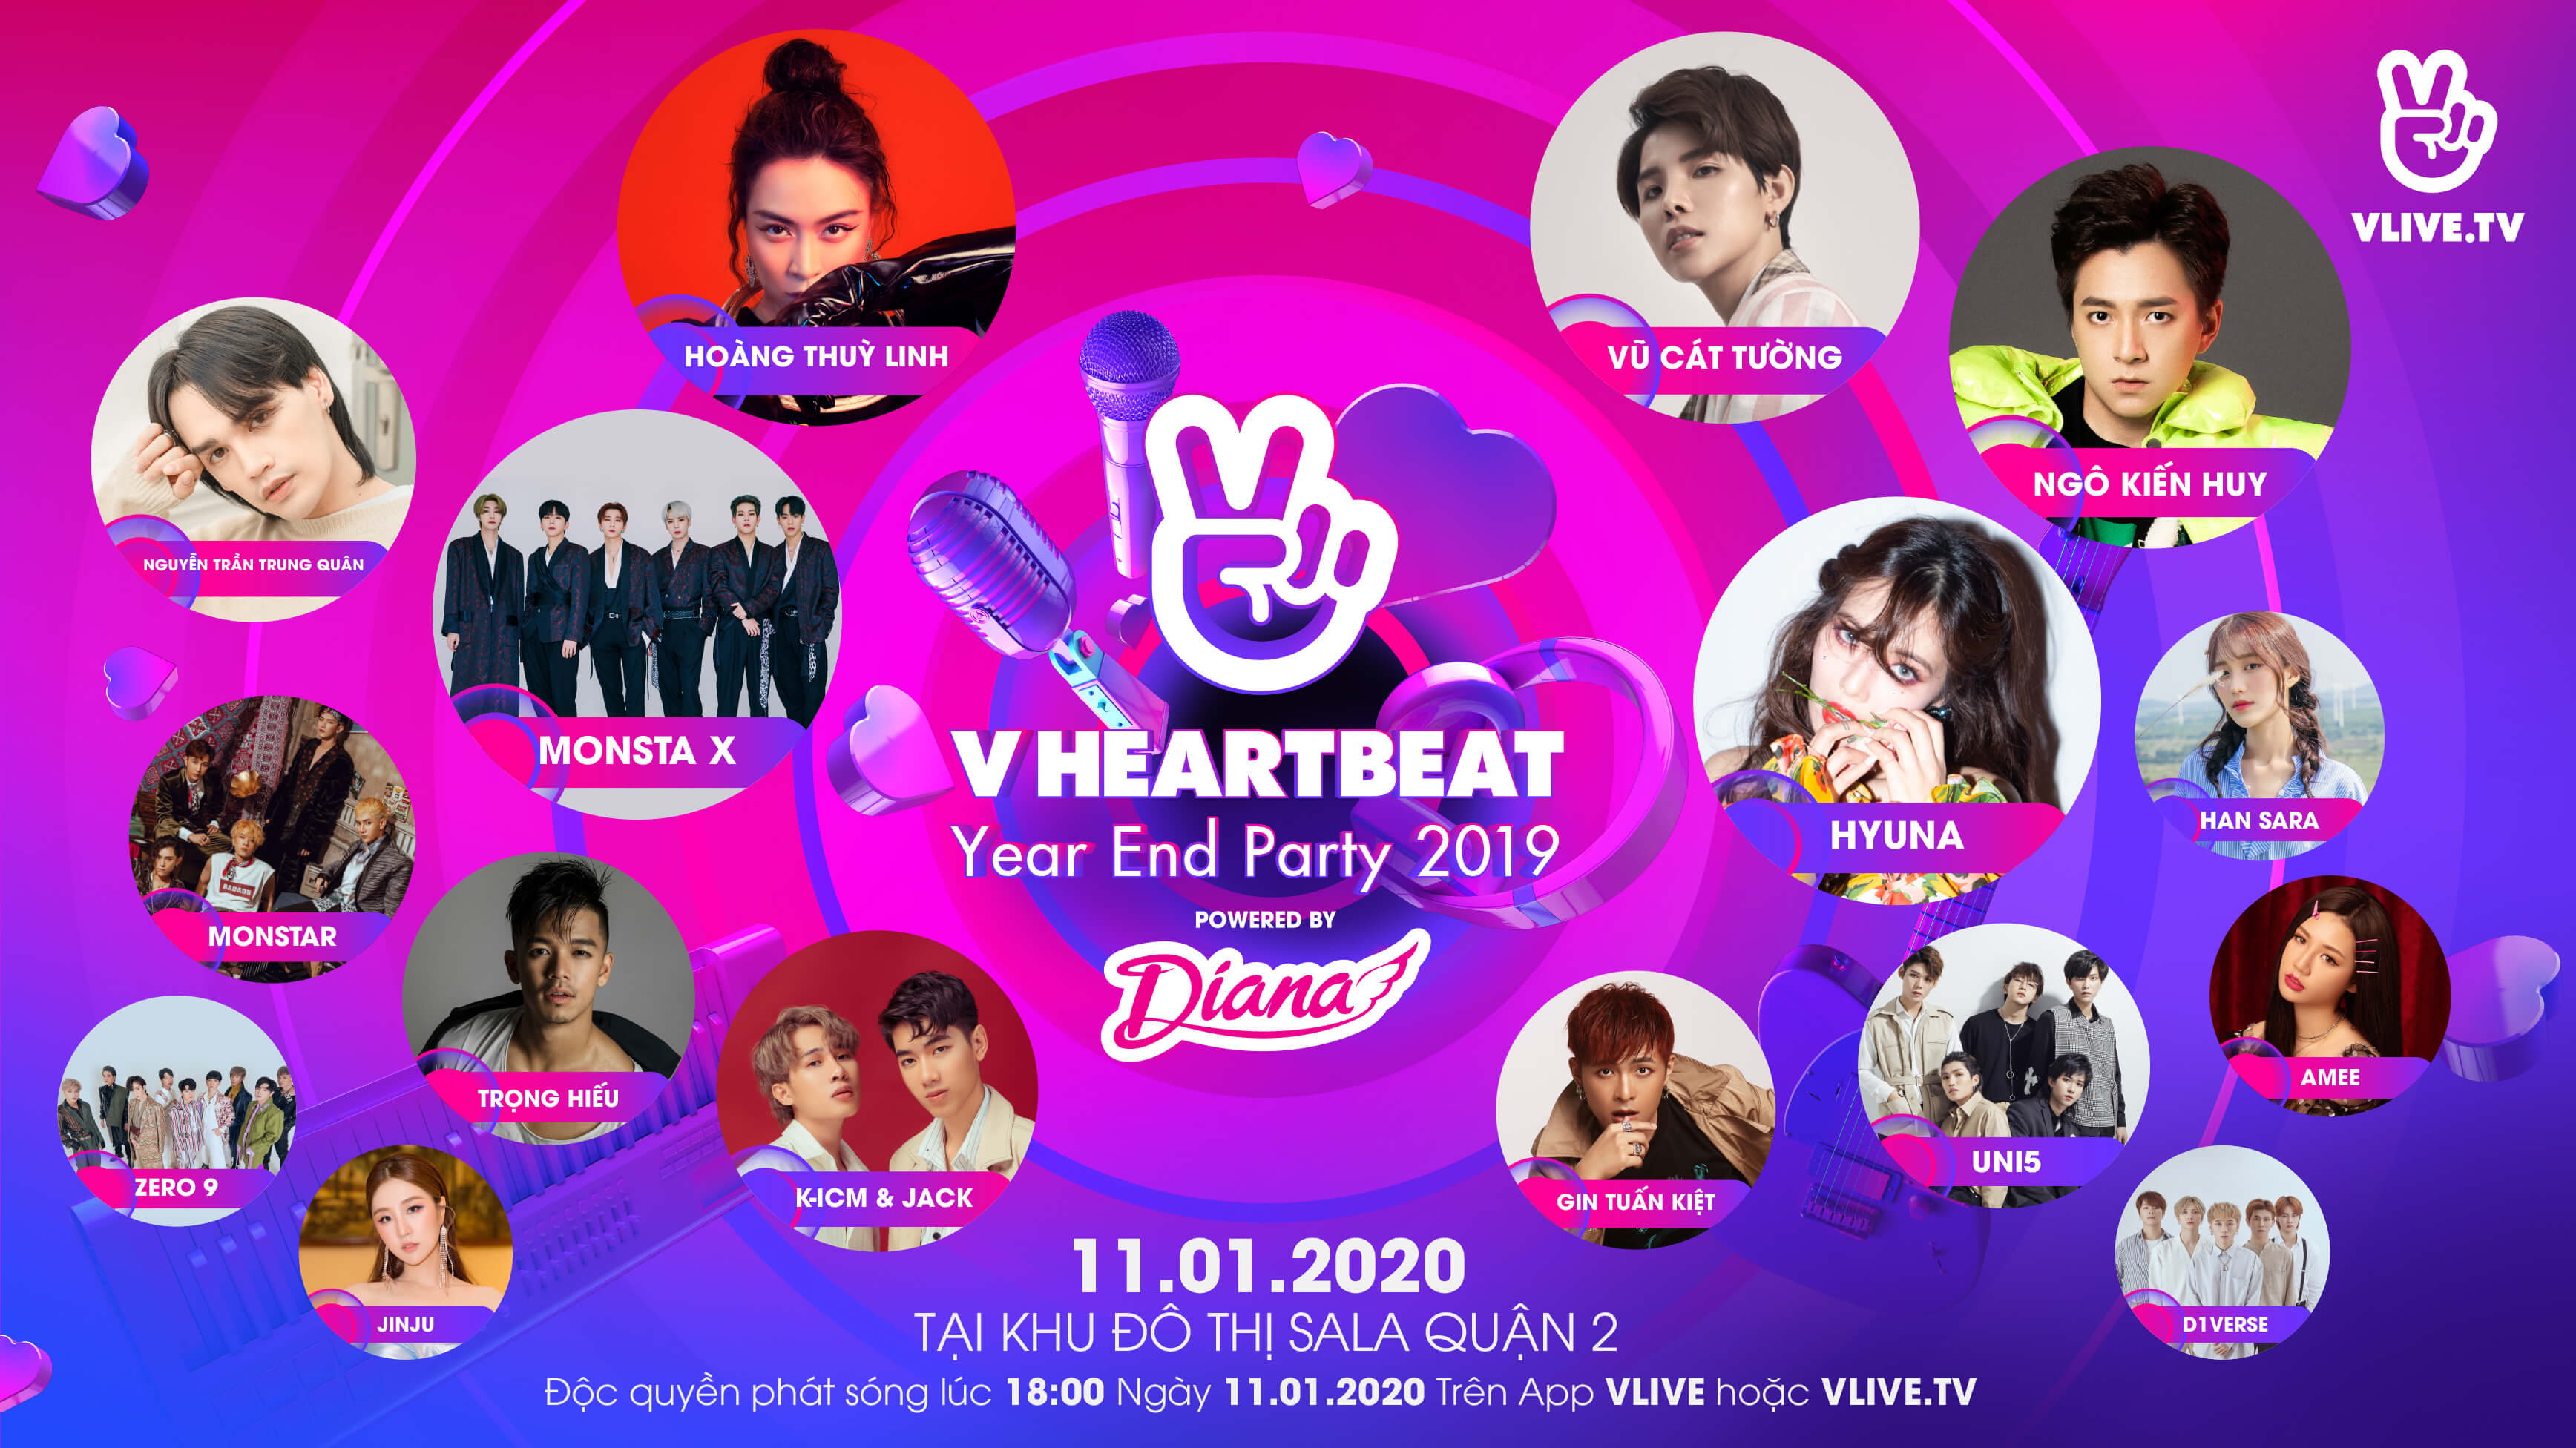 VLIVE.TV
HOÀNG THUỲ LINH
VŨ CÁT TƯỜNG
NGÔ KIẾN HUY
NGUYỄN TRẦN TRUNG QUÂN
MONSTA X
V HEARTBEAT
Year End Party 2019
POWERED BY
Diana
HYUNA
HAN SARA
MONSTAR
BADABOY
TRỌNG HIẾU
AMEE
UNI5
ZERO 9
K-ICM & JACK
GIN TUẤN KIỆT
JINJU
D1VERSE
11.01.2020
TẠI KHU ĐÔ THỊ SALA QUẬN 2
Độc quyền phát sóng lúc 18:00 Ngày 11.01.2020 Trên App VLIVE hoặc VLIVE.TV